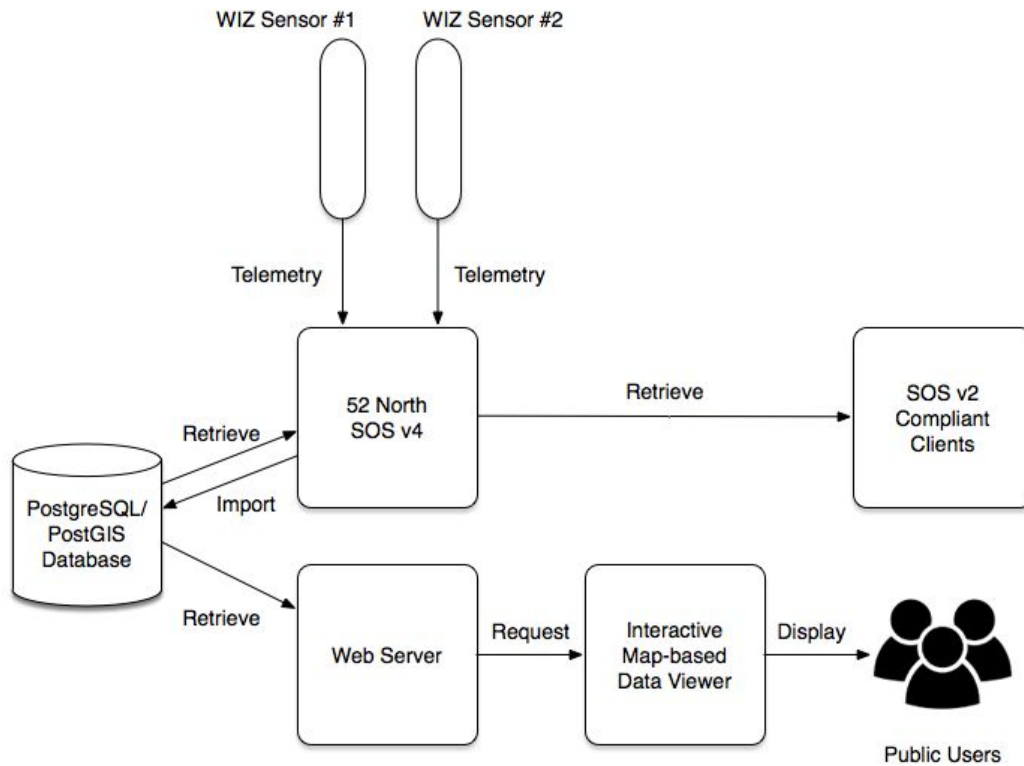 WIZ Sensor #1
WIZ Sensor #2
Telemetry
Telemetry
52 North
SOS v4
Retrieve
SOS v2
Compliant
Clients
Retrieve
Import
PostgreSQL/
PostGIS
Database
Retrieve
Web Server
Request
Interactive
Map-based
Data Viewer
Display
Public Users